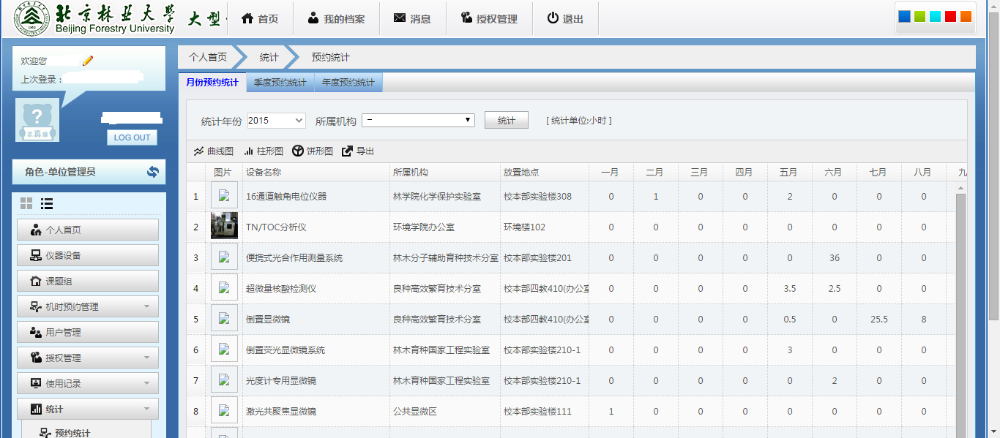 北京林业大学
Beijing Forestry University
大型
首页
我的档案
消息
授权管理
退出
欢迎您
上次登录：
LOG OUT
角色-单位管理员
个人首页
仪器设备
课题组
机时预约管理
用户管理
授权管理
使用记录
统计
预约统计
个人首页 统计 预约统计
月份预约统计 季度预约统计 年度预约统计
统计年份 2015 所属机构 - 统计 [ 统计单位:小时 ]
曲线图 柱形图 饼形图 导出
图片 设备名称 所属机构 放置地点 一月 二月 三月 四月 五月 六月 七月 八月 九
1 16通道触角电位仪器 林学院化学保护实验室 校本部实验楼308 0 1 0 0 2 0 0 0
2 TN/TOC分析仪 环境学院办公室 环境楼102 0 0 0 0 0 0 0 0
3 便携式光合作用测量系统 林木分子辅助育种技术分室 校本部实验楼201 0 0 0 0 0 36 0 0
4 超微量核酸检测仪 良种高效繁育技术分室 校本部四教410(办公室 0 0 0 0 3.5 2.5 0 0
5 倒置显微镜 良种高效繁育技术分室 校本部四教410(办公室 0 0 0 0 0.5 0 25.5 8
6 倒置荧光显微镜系统 林木育种国家工程实验室 校本部实验楼210-1 0 0 0 0 3 0 0 0
7 光度计专用显微镜 林木育种国家工程实验室 校本部实验楼210-1 0 0 0 0 0 2 0 0
8 激光共聚焦显微镜 公共显微区 校本部实验楼111 1 0 0 0 0 0 0 0